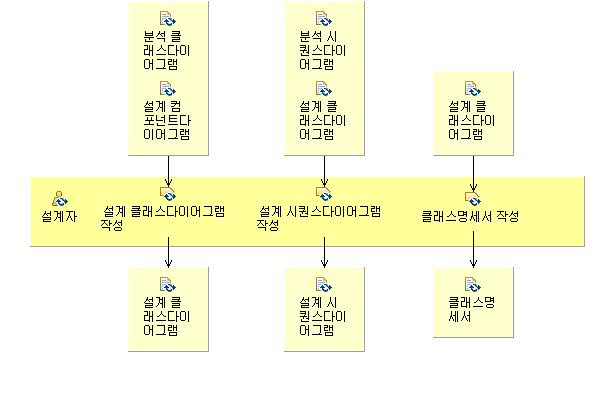 분석 클
래스다이
어그램
설계 컴
포넌트다
이어그램
분석 시
퀀스다이
어그램
설계 클
래스다이
어그램
설계 클
래스다이
어그램
설계자
설계 클래스다이어그램
작성
설계 시퀀스다이어그램
작성
클래스명세서 작성
설계 클
래스다이
어그램
설계 시
퀀스다이
어그램
클래스명
세서